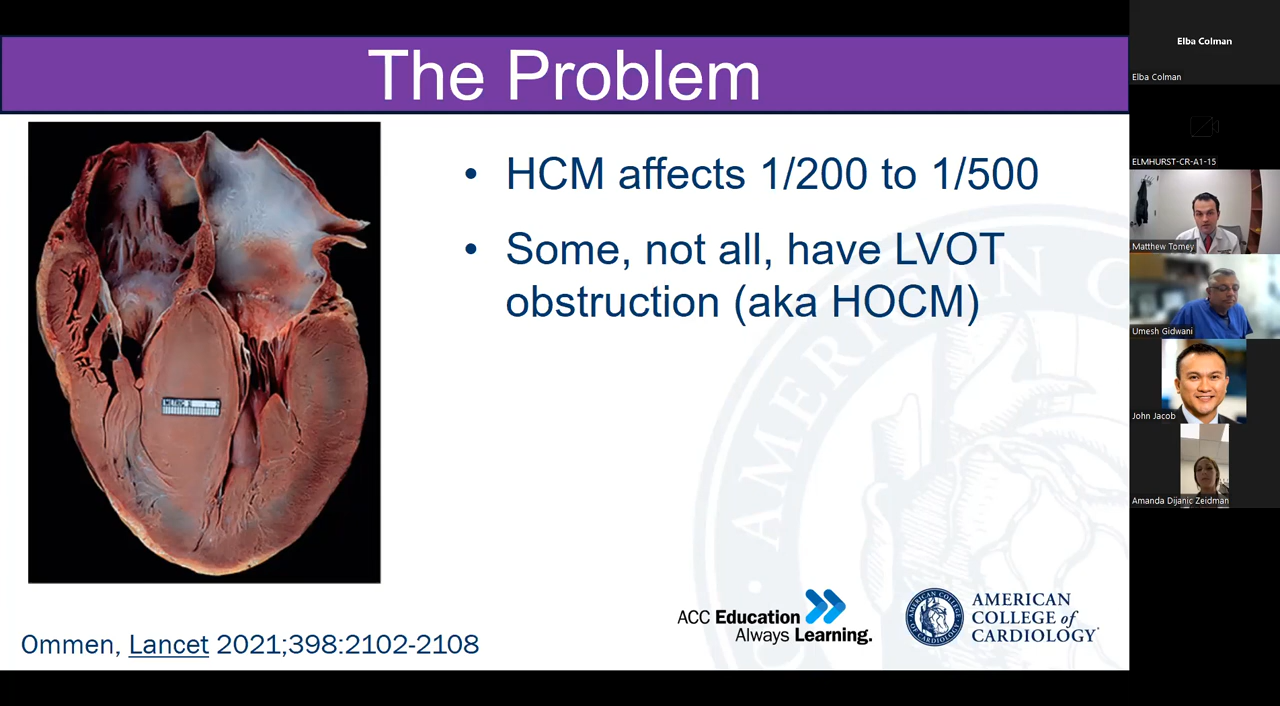 The Problem
• HCM affects 1/200 to 1/500
• Some, not all, have LVOT
obstruction (aka HOCM)
METRIC
Ommen, Lancet 2021;398:2102-2108
ACC Education
Always Learning.
AMERICAN
COLLEGE of
CARDIOLOGY
AMERICAN C
Elba Colman
Elba Colman
ELMHURST-CR-A1-15
Matthew Tomey
Umesh Gidwani
John Jacob
Amanda Dijanic Zeidman